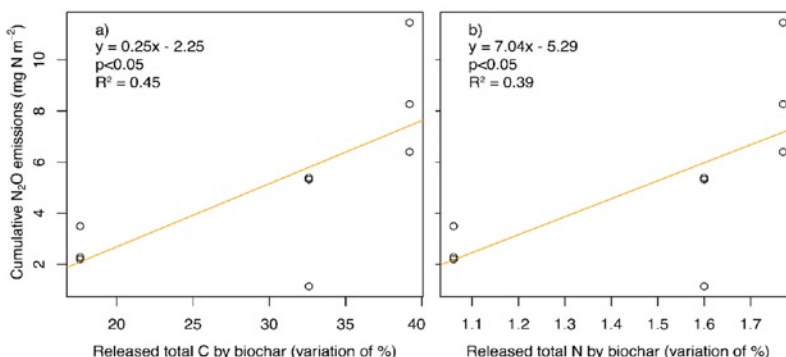 a)
y = 0.25x - 2.25
p<0.05
R² = 0.45
b)
y = 7.04x - 5.29
p<0.05
R² = 0.39
Cumulative N₂O emissions (mg N m⁻²)
10
8
6
4
2
20 25 30 35 40
1.1 1.2 1.3 1.4 1.5 1.6 1.7
Released total C by biochar (variation of %)
Released total N by biochar (variation of %)